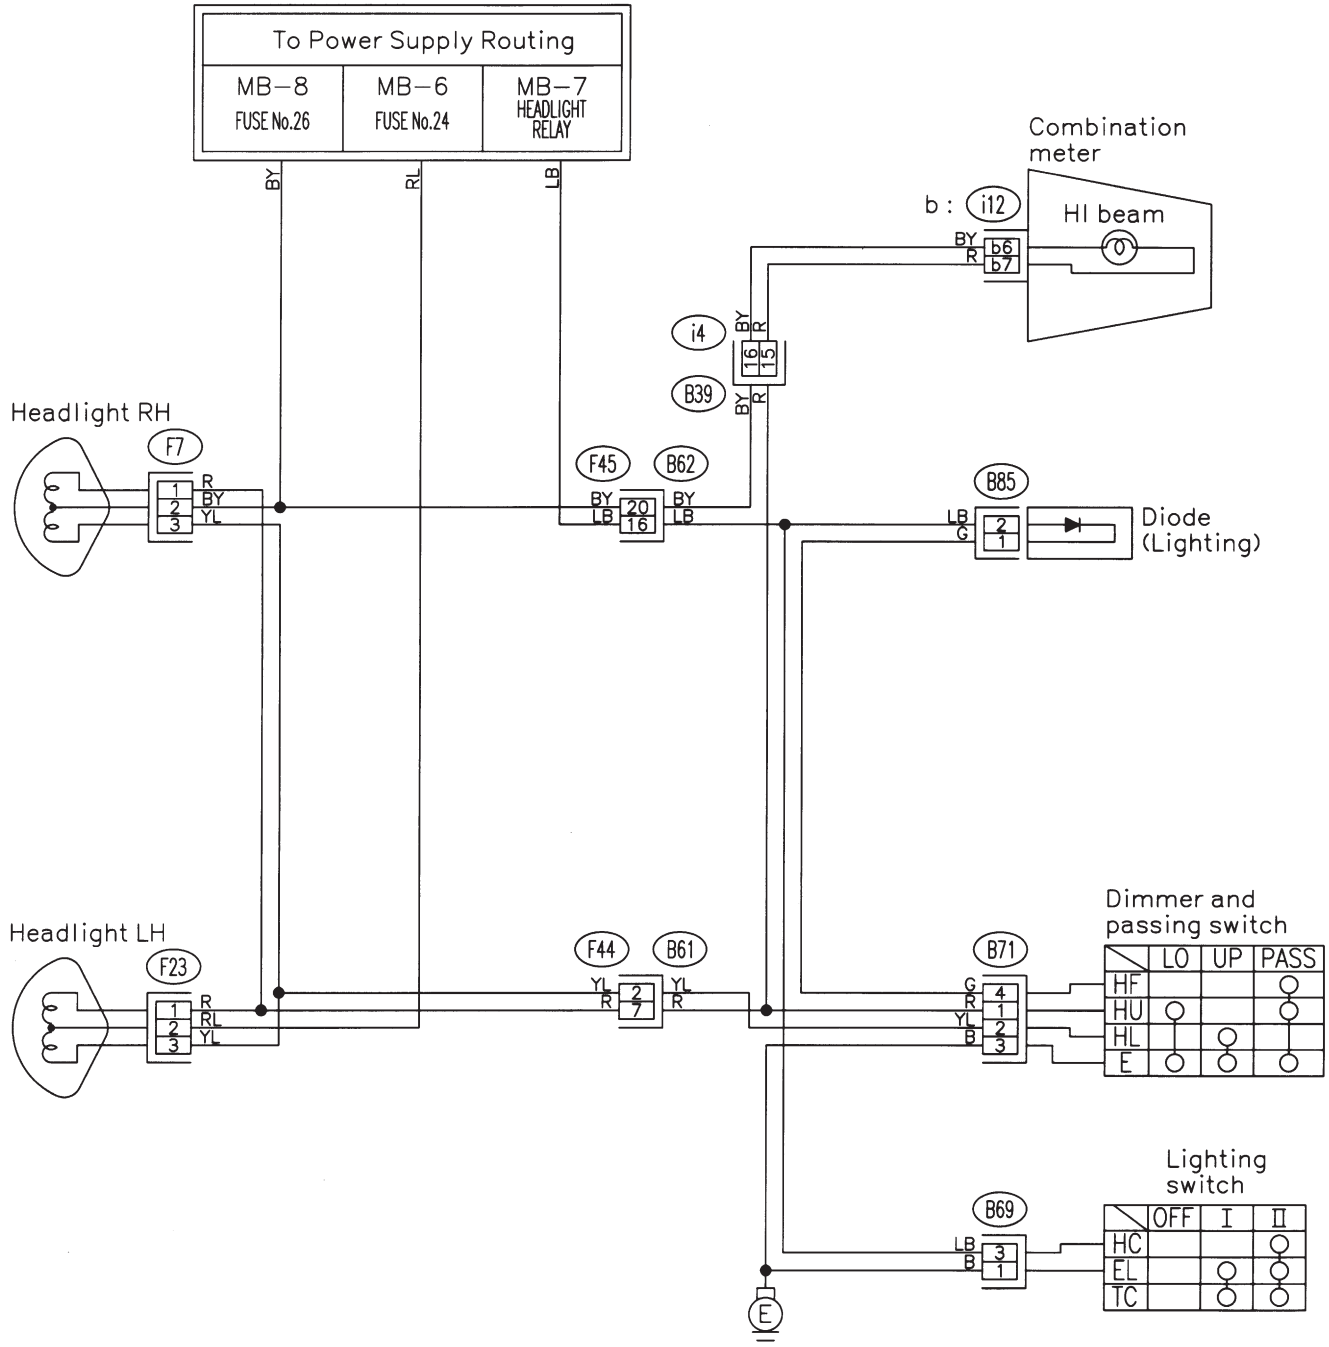 To Power Supply Routing
MB-8
FUSE No.26
MB-6
FUSE No.24
MB-7
HEADLIGHT
RELAY
BY
RL
LB
Combination
meter
b : i12
HI beam
BY b6
R b7
BY R
i4
16 15
B39
BY R
Headlight RH
F7
1 R
2 BY
3 YL
F45 B62
BY 20 BY
LB 16 LB
B85
LB 2
G 1
Diode
(Lighting)
Headlight LH
F23
1 R
2 RL
3 YL
F44 B61
YL 2 YL
R 7 R
B71
G 4
R 1
YL 2
B 3
Dimmer and
passing switch
LO UP PASS
HF
HU
HL
E
Lighting
switch
B69
LB 3
B 1
OFF I II
HC
EL
TC
E